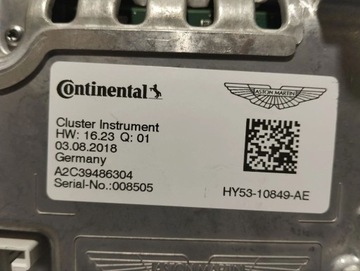 Continental
ASTON MARTIN
Cluster Instrument
HW: 16.23 Q: 01
03.08.2018
Germany
A2C39486304
Serial-No.:008505
HY53-10849-AE